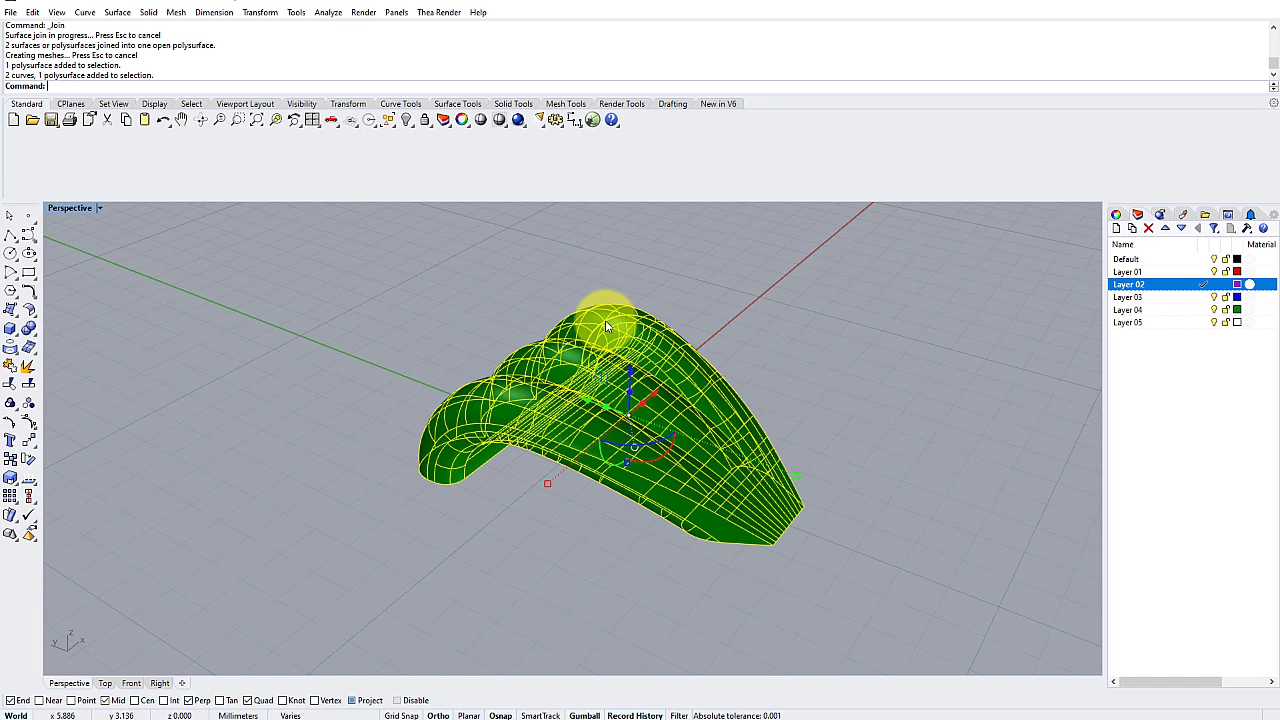 File Edit View Curve Surface Solid Mesh Dimension Transform Tools Analyze Render Panels Thea Render Help
Command: _Join
Surface join in progress... Press Esc to cancel
2 surfaces or polysurfaces joined into one open polysurface.
Creating meshes... Press Esc to cancel
1 polysurface added to selection.
2 curves, 1 polysurface added to selection.
Command:
Standard CPlanes Set View Display Select Viewport Layout Visibility Transform Curve Tools Surface Tools Solid Tools Mesh Tools Render Tools Drafting New in V6
Perspective
Name Material
Default
Layer 01
Layer 02
Layer 03
Layer 04
Layer 05
z
y x
Perspective Top Front Right
End Near Point Mid Cen Int Perp Tan Quad Knot Vertex Project Disable
World x 5.886 y 3.136 z 0.000 Millimeters Varies Grid Snap Ortho Planar Osnap SmartTrack Gumball Record History Filter Absolute tolerance: 0.001